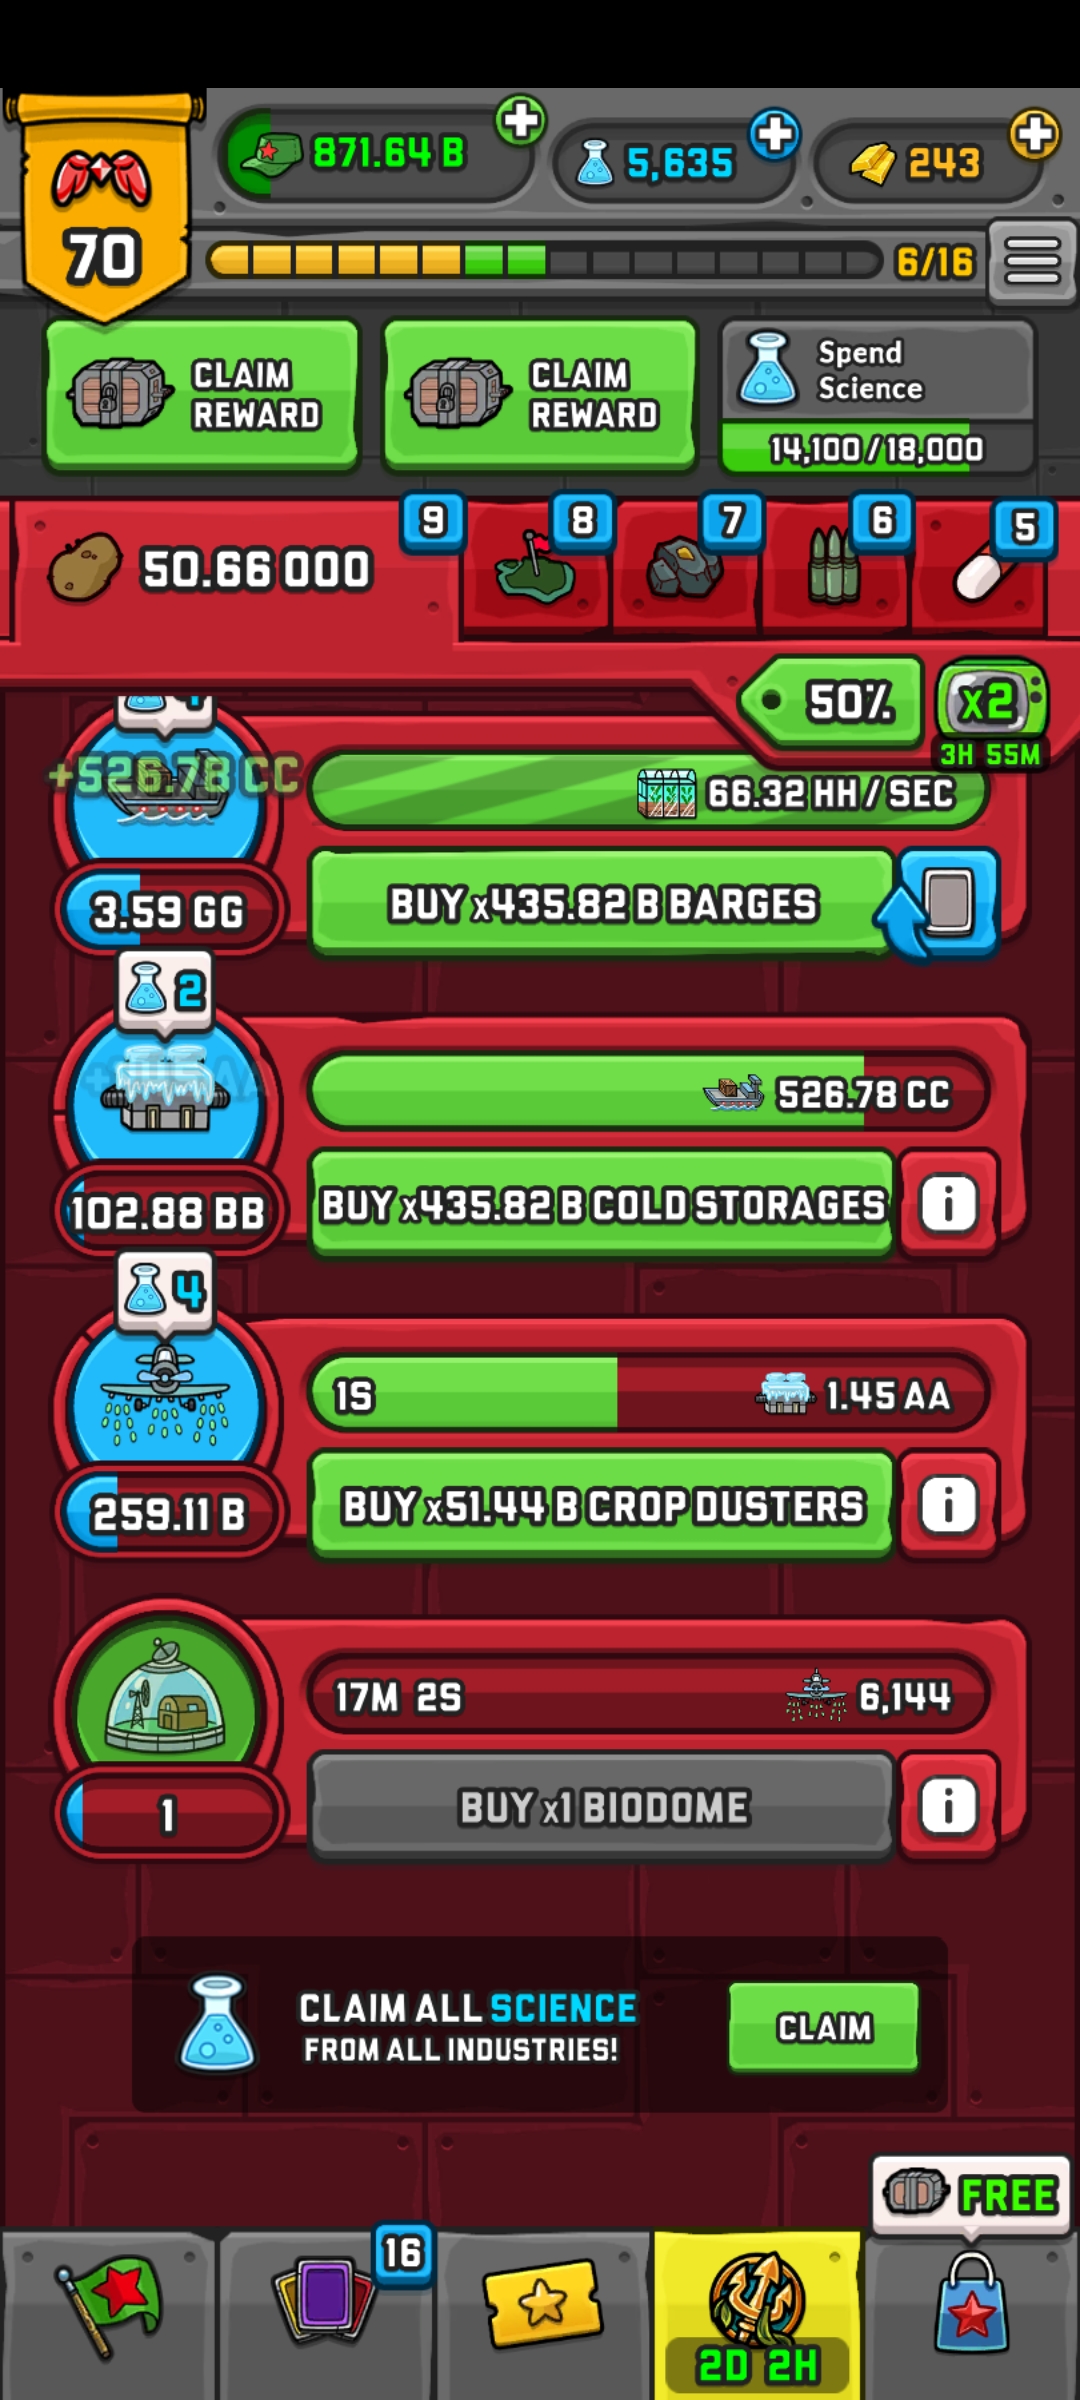 871.64 B
5,635
243
70
6/16
CLAIM
REWARD
CLAIM
REWARD
Spend
Science
14,100/18,000
9
8
7
6
5
50.66 000
50%
x2
3H 55M
+526.78 CC
66.32 HH/SEC
3.59 GG
BUY x435.82 B BARGES
2
526.78 CC
102.88 BB
BUY x435.82 B COLD STORAGES
i
4
1S
1.45 AA
259.11 B
BUY x51.44 B CROP DUSTERS
i
17M 2S
6,144
1
BUY x1 BIODOME
i
CLAIM ALL SCIENCE
FROM ALL INDUSTRIES!
CLAIM
FREE
16
2D 2H